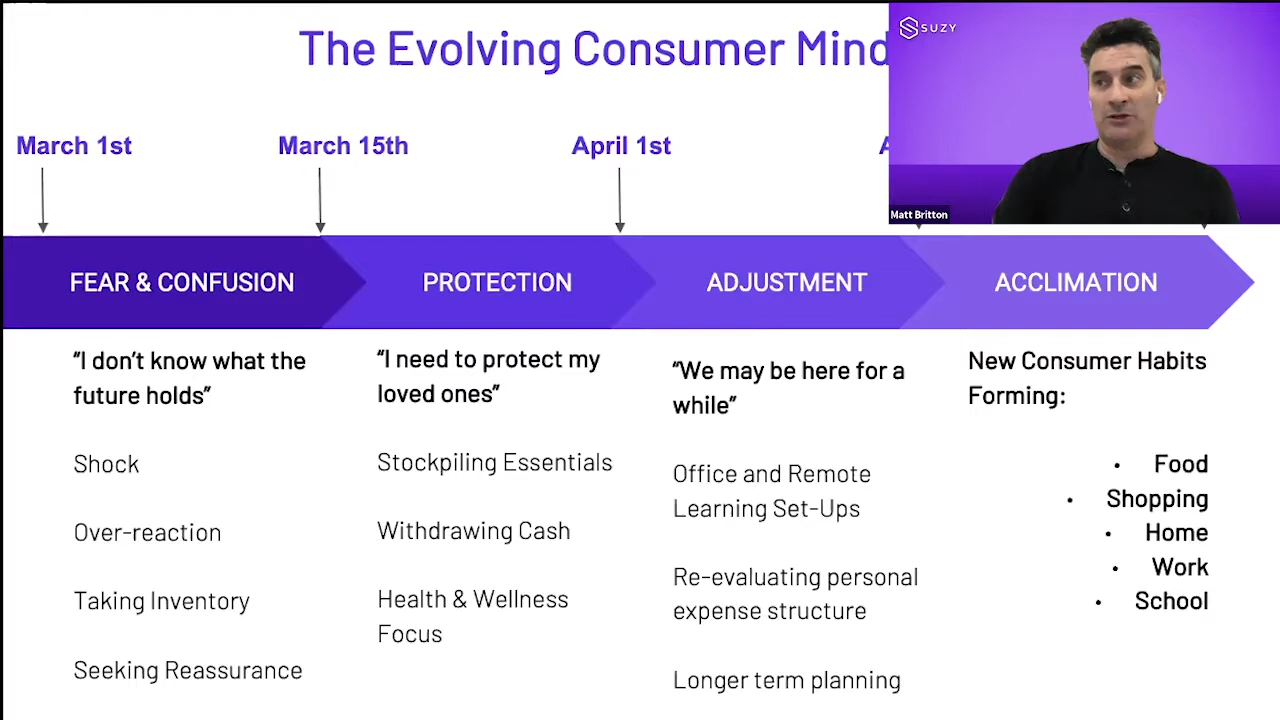 The Evolving Consumer Mind
SUZY
March 1st
March 15th
April 1st
Matt Britton
FEAR & CONFUSION
PROTECTION
ADJUSTMENT
ACCLIMATION
“I don’t know what the
future holds”
Shock
Over-reaction
Taking Inventory
Seeking Reassurance
“I need to protect my
loved ones”
Stockpiling Essentials
Withdrawing Cash
Health & Wellness
Focus
“We may be here for a
while”
Office and Remote
Learning Set-Ups
Re-evaluating personal
expense structure
Longer term planning
New Consumer Habits
Forming:
• Food
• Shopping
• Home
• Work
• School